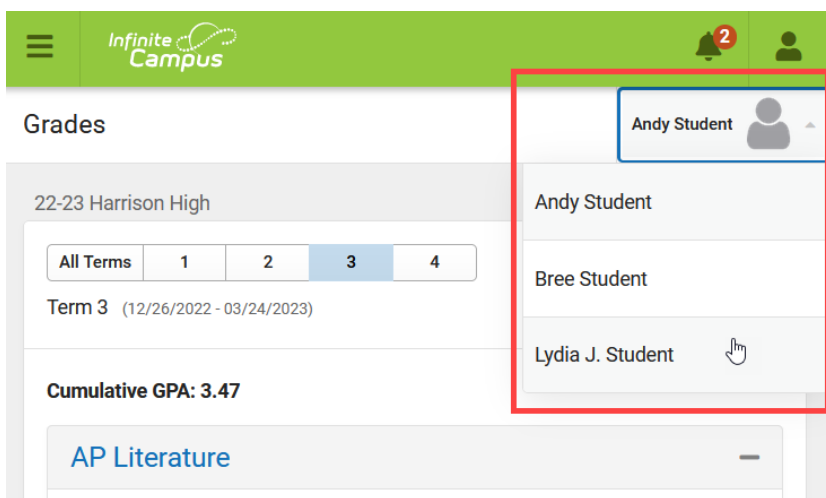 Infinite
Campus
2
Grades
Andy Student
22-23 Harrison High
Andy Student
All Terms 1 2 3 4
Bree Student
Term 3 (12/26/2022 - 03/24/2023)
Lydia J. Student
Cumulative GPA: 3.47
AP Literature